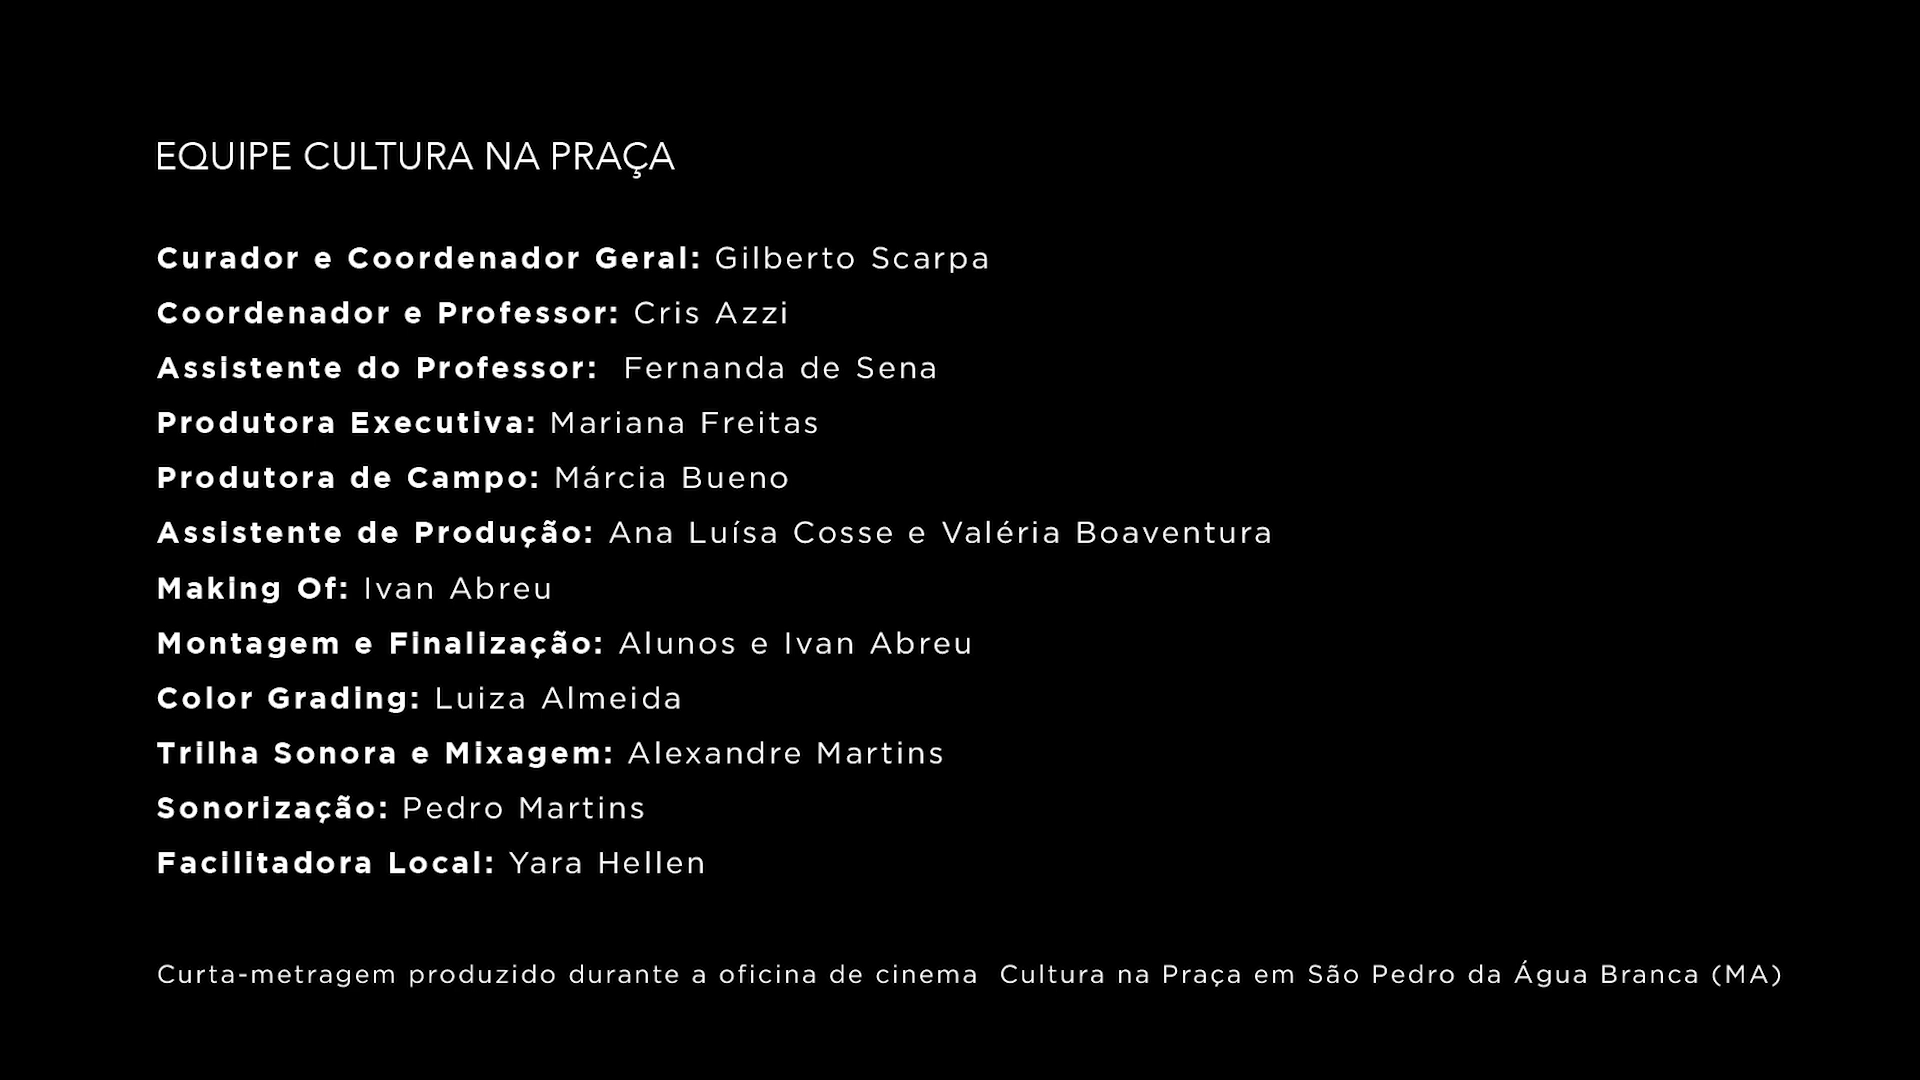 EQUIPE CULTURA NA PRAÇA
Curador e Coordenador Geral: Gilberto Scarpa
Coordenador e Professor: Cris Azzi
Assistente do Professor: Fernanda de Sena
Produtora Executiva: Mariana Freitas
Produtora de Campo: Márcia Bueno
Assistente de Produção: Ana Luísa Cosse e Valéria Boaventura
Making Of: Ivan Abreu
Montagem e Finalização: Alunos e Ivan Abreu
Color Grading: Luiza Almeida
Trilha Sonora e Mixagem: Alexandre Martins
Sonorização: Pedro Martins
Facilitadora Local: Yara Hellen
Curta-metragem produzido durante a oficina de cinema Cultura na Praça em São Pedro da Água Branca (MA)